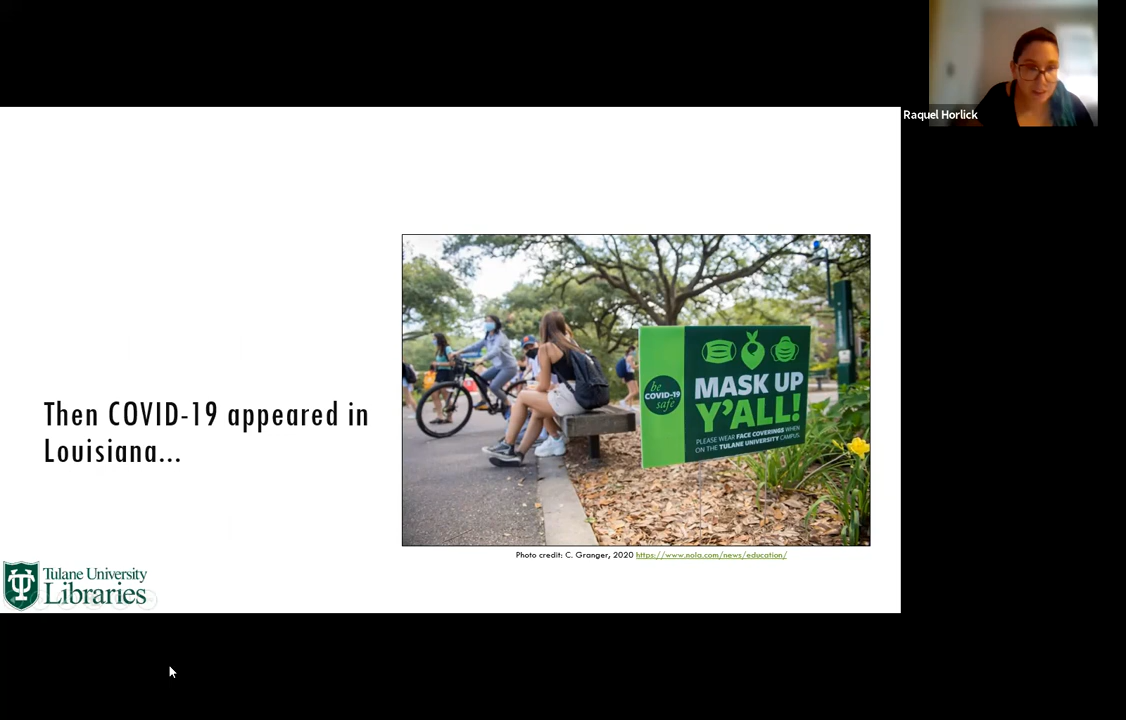 Raquel Horlick
be
COVID-19
safe
MASK UP
Y'ALL!
PLEASE WEAR FACE COVERINGS WHEN
ON THE TULANE UNIVERSITY CAMPUS.
Then COVID-19 appeared in
Louisiana...
Photo credit: C. Granger, 2020 https://www.nola.com/news/education/
Tulane University
Libraries